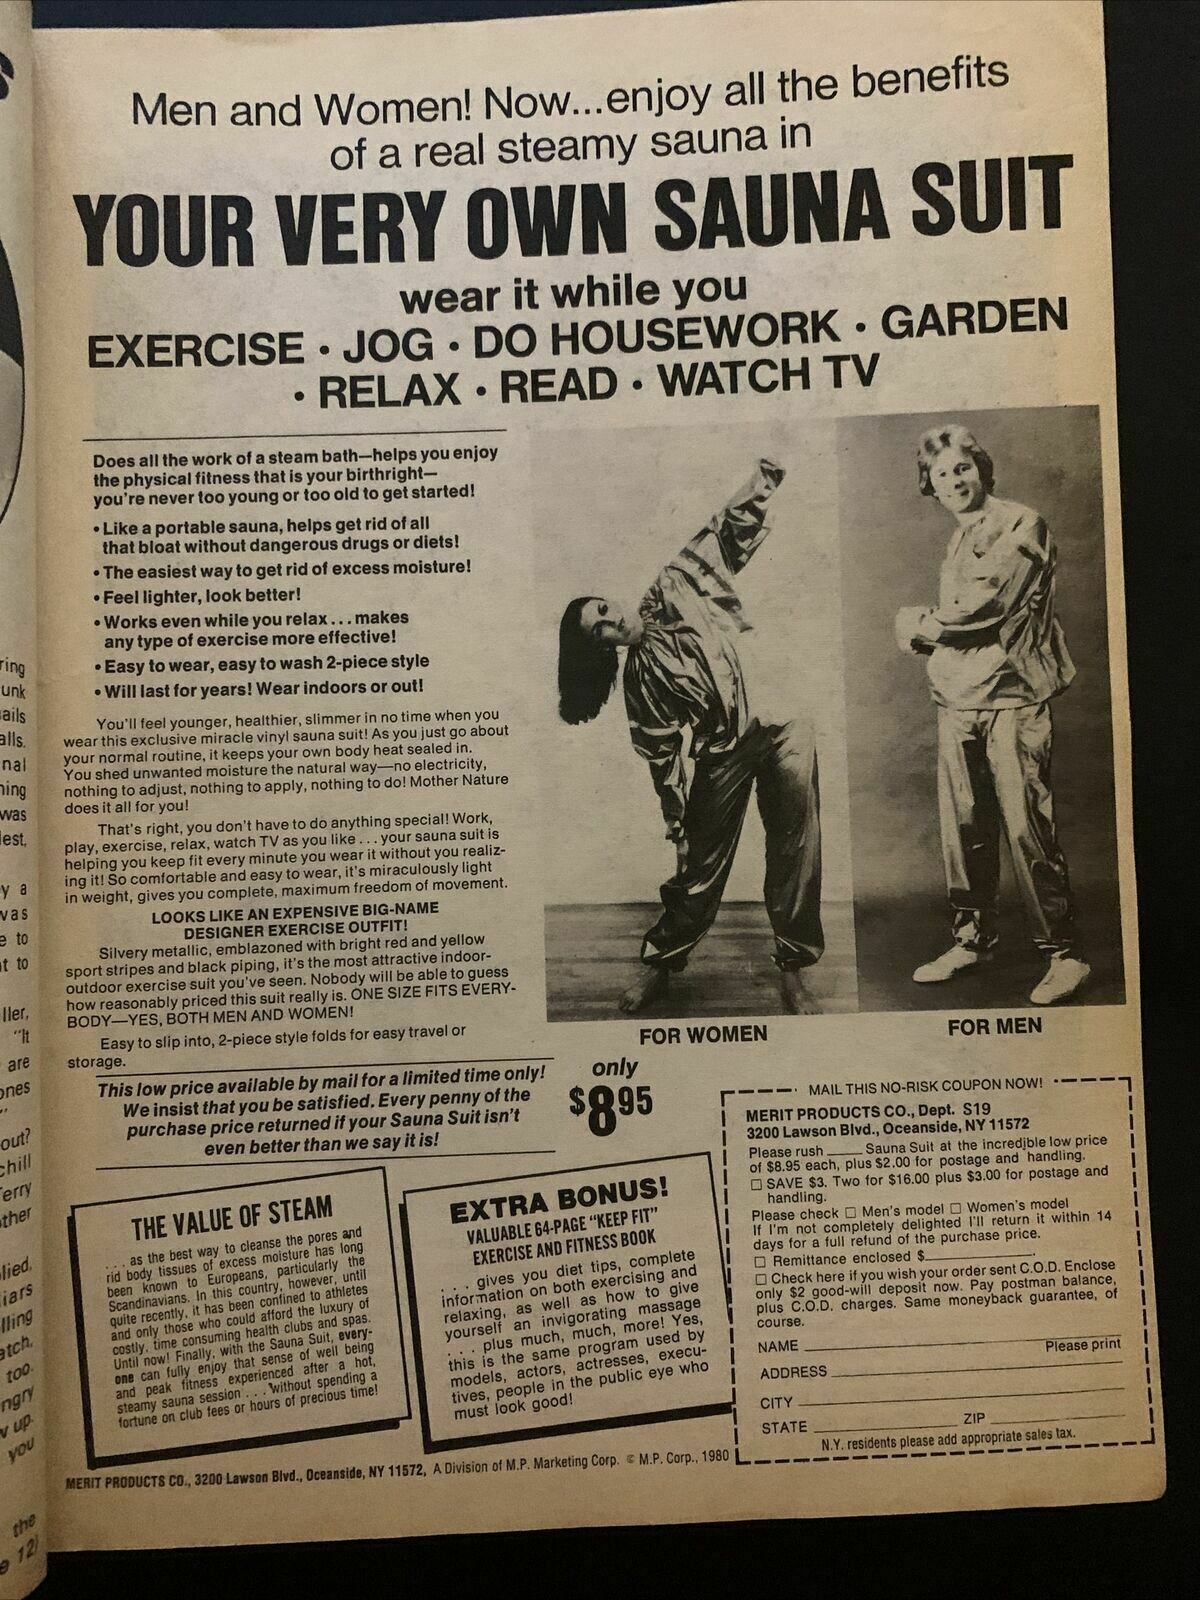 Men and Women! Now...enjoy all the benefits
of a real steamy sauna in
YOUR VERY OWN SAUNA SUIT
wear it while you
EXERCISE • JOG • DO HOUSEWORK • GARDEN
• RELAX • READ • WATCH TV
Does all the work of a steam bath—helps you enjoy
the physical fitness that is your birthright—
you're never too young or too old to get started!
• Like a portable sauna, helps get rid of all
that bloat without dangerous drugs or diets!
• The easiest way to get rid of excess moisture!
• Feel lighter, look better!
• Works even while you relax...makes
any type of exercise more effective!
• Easy to wear, easy to wash 2-piece style
• Will last for years! Wear indoors or out!
You'll feel younger, healthier, slimmer in no time when you
wear this exclusive miracle vinyl sauna suit! As you just go about
your normal routine, it keeps your own body heat sealed in.
You shed unwanted moisture the natural way—no electricity,
nothing to adjust, nothing to apply, nothing to do! Mother Nature
does it all for you!
That's right, you don't have to do anything special! Work,
play, exercise, relax, watch TV as you like...your sauna suit is
helping you keep fit every minute you wear it without you realiz-
ing it! So comfortable and easy to wear, it's miraculously light
in weight, gives you complete, maximum freedom of movement.
LOOKS LIKE AN EXPENSIVE BIG-NAME
DESIGNER EXERCISE OUTFIT!
Silvery metallic, emblazoned with bright red and yellow
sport stripes and black piping, it's the most attractive indoor-
outdoor exercise suit you've seen. Nobody will be able to guess
how reasonably priced this suit really is. ONE SIZE FITS EVERY-
BODY—YES, BOTH MEN AND WOMEN!
Easy to slip into, 2-piece style folds for easy travel or
storage.
This low price available by mail for a limited time only!
We insist that you be satisfied. Every penny of the
purchase price returned if your Sauna Suit isn't
even better than we say it is!
FOR WOMEN
FOR MEN
only
$8.95
THE VALUE OF STEAM
...as the best way to cleanse the pores and
rid body tissues of excess moisture has long
been known to Europeans, particularly the
Scandinavians. In this country, however, until
quite recently, it has been confined to athletes
and only those who could afford the luxury of
costly, time consuming health clubs and spas.
Until now! Finally, with the Sauna Suit, every-
one can fully enjoy that sense of well being
and peak fitness experienced after a hot,
steamy sauna session...without spending a
fortune on club fees or hours of precious time!
EXTRA BONUS!
VALUABLE 64-PAGE "KEEP FIT"
EXERCISE AND FITNESS BOOK
...gives you diet tips, complete
information on both exercising and
relaxing, as well as how to give
yourself an invigorating massage
...plus much, much, more! Yes,
this is the same program used by
models, actors, actresses, execu-
tives, people in the public eye who
must look good!
MAIL THIS NO-RISK COUPON NOW!
MERIT PRODUCTS CO., Dept. S19
3200 Lawson Blvd., Oceanside, NY 11572
Please rush ____ Sauna Suit at the incredible low price
of $8.95 each, plus $2.00 for postage and handling.
☐ SAVE $3. Two for $16.00 plus $3.00 for postage and
handling.
Please check ☐ Men's model ☐ Women's model
If I'm not completely delighted I'll return it within 14
days for a full refund of the purchase price.
☐ Remittance enclosed $____
☐ Check here if you wish your order sent C.O.D. Enclose
only $2 good-will deposit now. Pay postman balance,
plus C.O.D. charges. Same moneyback guarantee, of
course.
NAME ____ Please print
ADDRESS ____
CITY ____
STATE ____ ZIP ____
N.Y. residents please add appropriate sales tax.
MERIT PRODUCTS CO., 3200 Lawson Blvd., Oceanside, NY 11572, A Division of M.P. Marketing Corp. © M.P. Corp., 1980